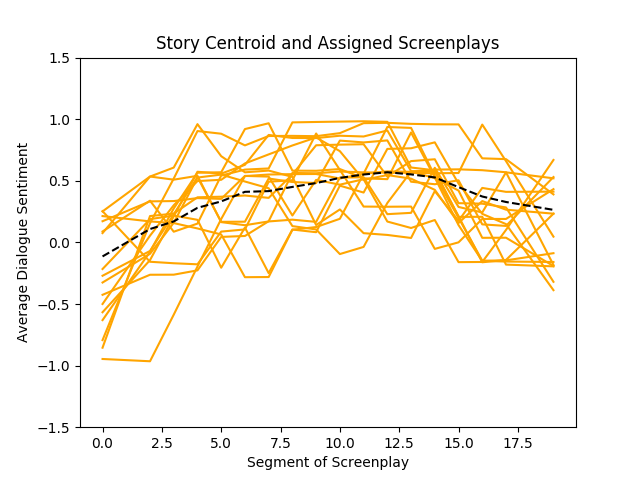 Story Centroid and Assigned Screenplays
Average Dialogue Sentiment
1.5
1.0
0.5
0.0
−0.5
−1.0
−1.5
0.0 2.5 5.0 7.5 10.0 12.5 15.0 17.5
Segment of Screenplay